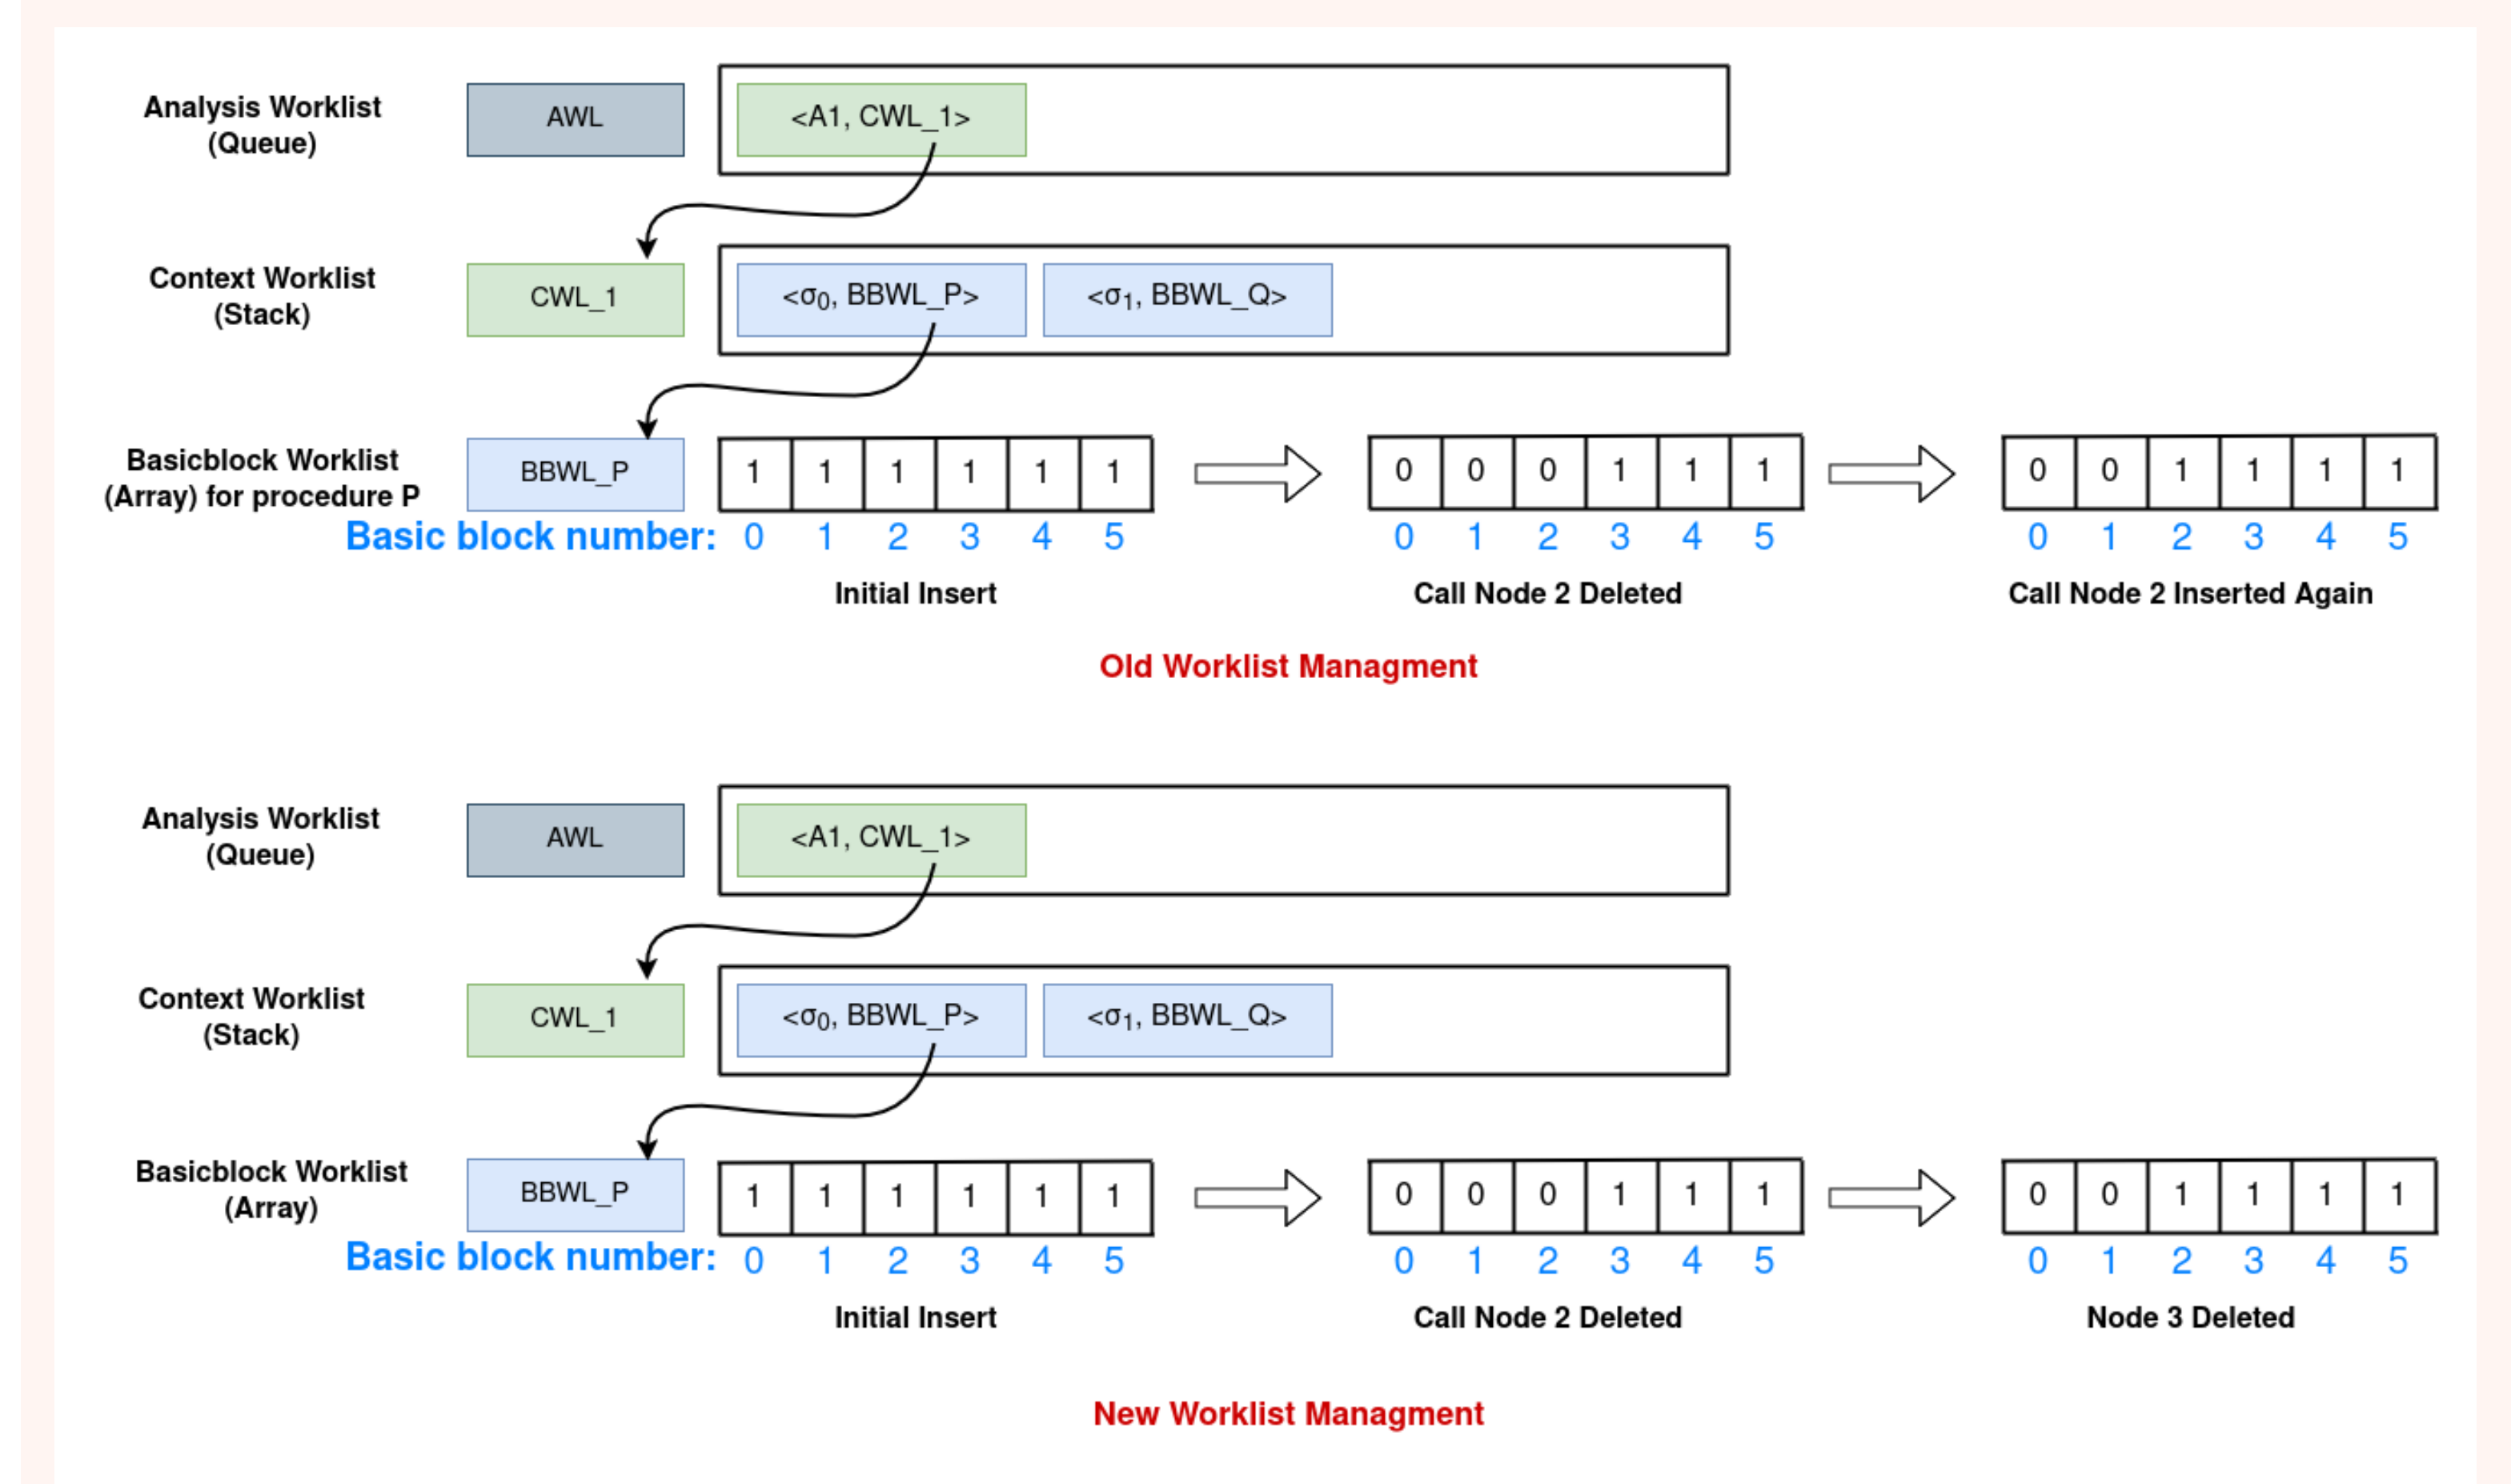 Analysis Worklist
(Queue)
AWL
<A1, CWL_1>
Context Worklist
(Stack)
CWL_1
<σ0, BBWL_P>
<σ1, BBWL_Q>
Basicblock Worklist
(Array) for procedure P
BBWL_P
1 1 1 1 1 1
0 0 0 1 1 1
0 0 1 1 1 1
Basic block number: 0 1 2 3 4 5
0 1 2 3 4 5
0 1 2 3 4 5
Initial Insert
Call Node 2 Deleted
Call Node 2 Inserted Again
Old Worklist Managment
Analysis Worklist
(Queue)
AWL
<A1, CWL_1>
Context Worklist
(Stack)
CWL_1
<σ0, BBWL_P>
<σ1, BBWL_Q>
Basicblock Worklist
(Array)
BBWL_P
1 1 1 1 1 1
0 0 0 1 1 1
0 0 1 1 1 1
Basic block number: 0 1 2 3 4 5
0 1 2 3 4 5
0 1 2 3 4 5
Initial Insert
Call Node 2 Deleted
Node 3 Deleted
New Worklist Managment